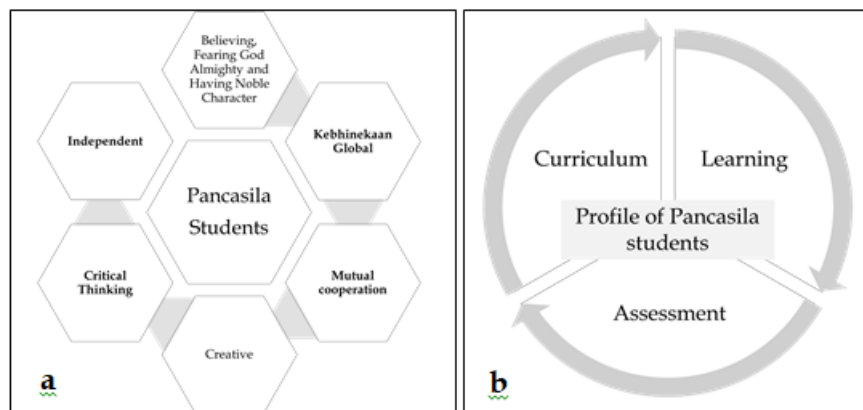 Believing,
Fearing God
Almighty and
Having Noble
Character
Independent
Kebhinekaan
Global
Pancasila
Students
Critical
Thinking
Mutual
cooperation
Creative
a
Curriculum
Learning
Profile of Pancasila
students
Assessment
b